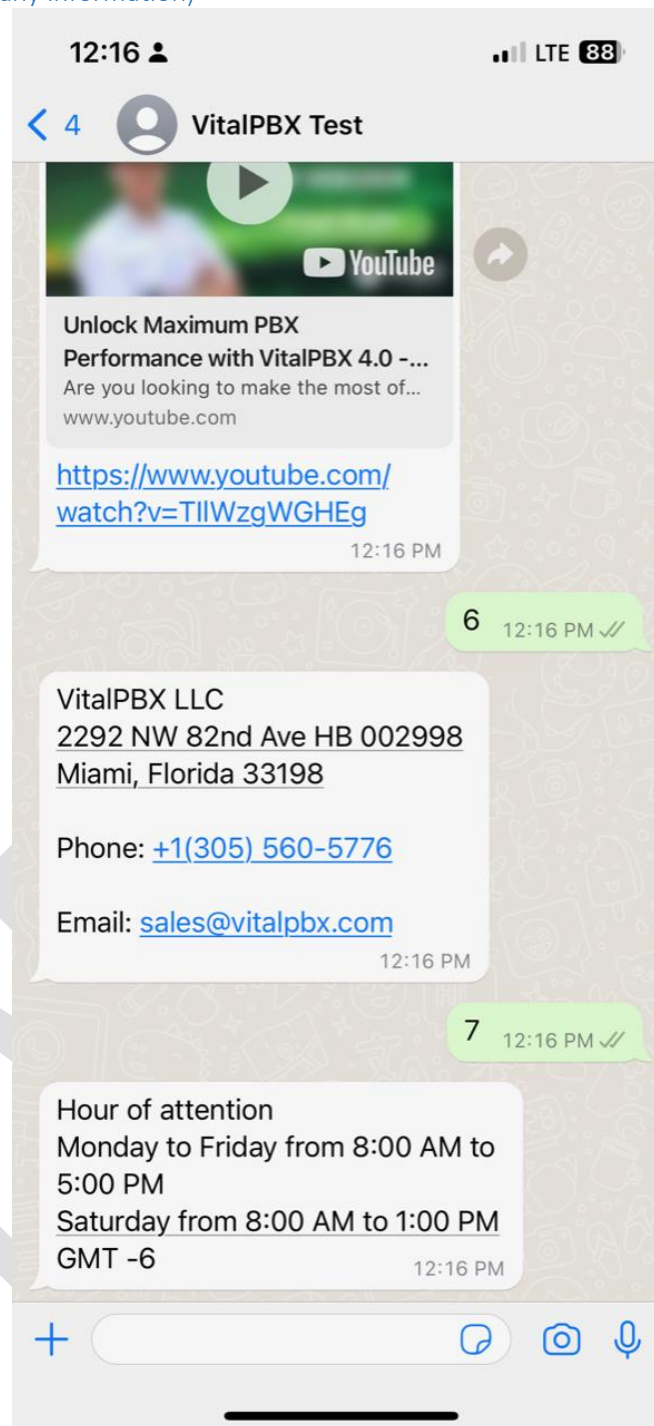 12:16
LTE 88
4
VitalPBX Test
YouTube
Unlock Maximum PBX
Performance with VitalPBX 4.0 -...
Are you looking to make the most of...
www.youtube.com
https://www.youtube.com/
watch?v=TIlWzgWGHEg
12:16 PM
6 12:16 PM
VitalPBX LLC
2292 NW 82nd Ave HB 002998
Miami, Florida 33198
Phone: +1(305) 560-5776
Email: sales@vitalpbx.com
12:16 PM
7 12:16 PM
Hour of attention
Monday to Friday from 8:00 AM to
5:00 PM
Saturday from 8:00 AM to 1:00 PM
GMT -6
12:16 PM